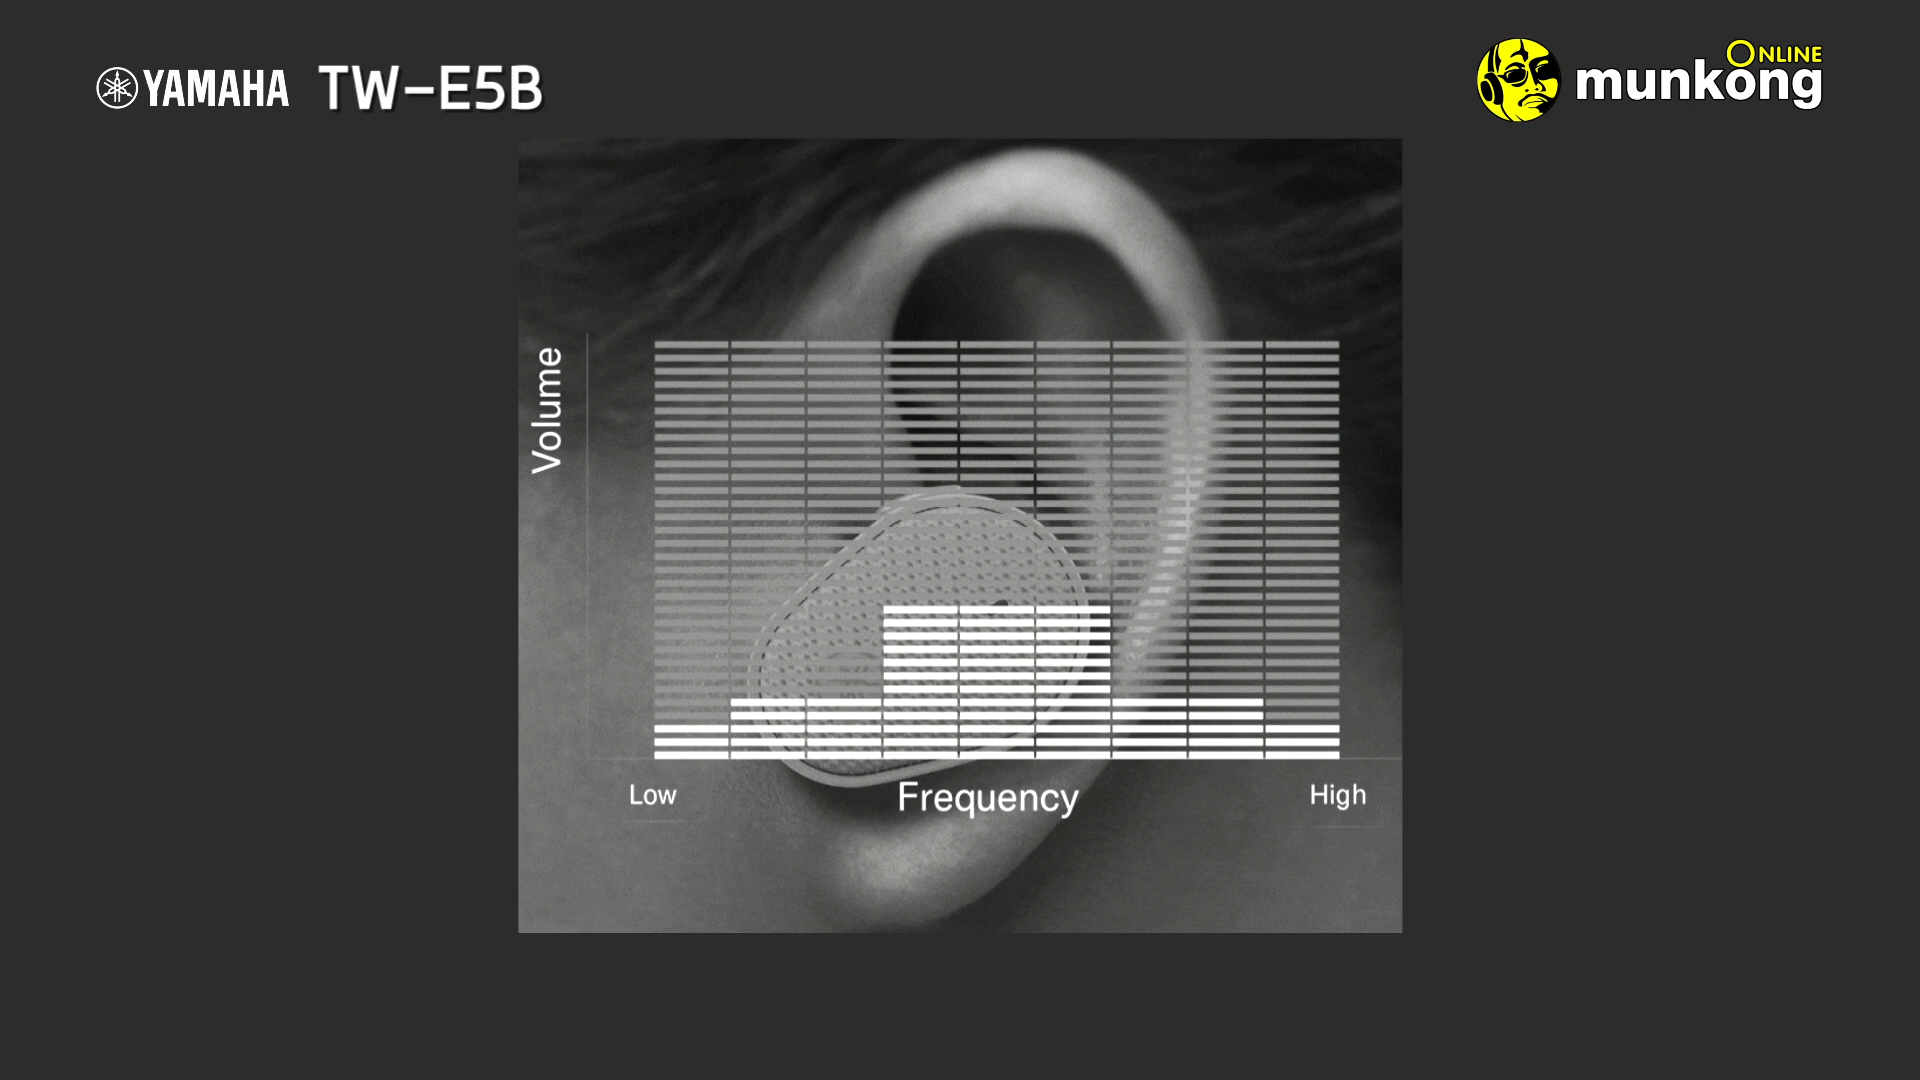 YAMAHA TW-E5B
ONLINE
munkong
Volume
Low
Frequency
High